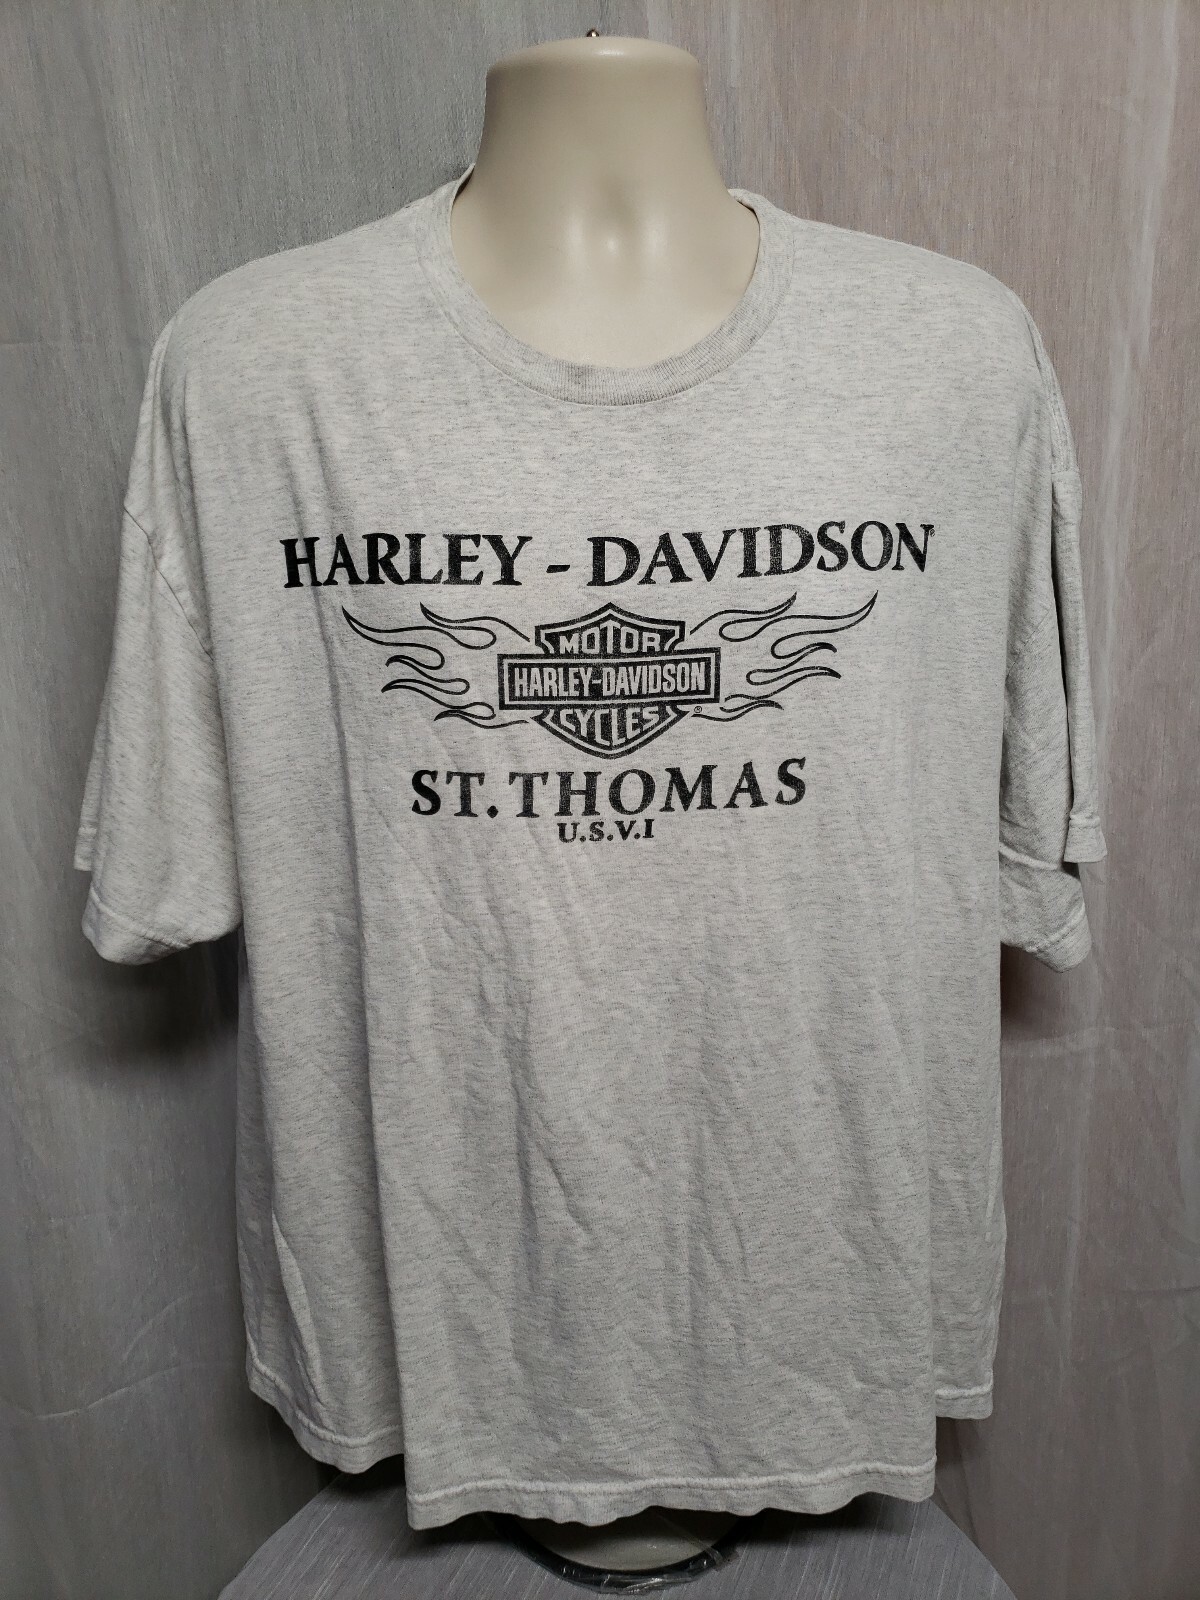 HARLEY - DAVIDSON®
MOTOR
HARLEY-DAVIDSON
CYCLES ®
ST. THOMAS
U.S.V.I